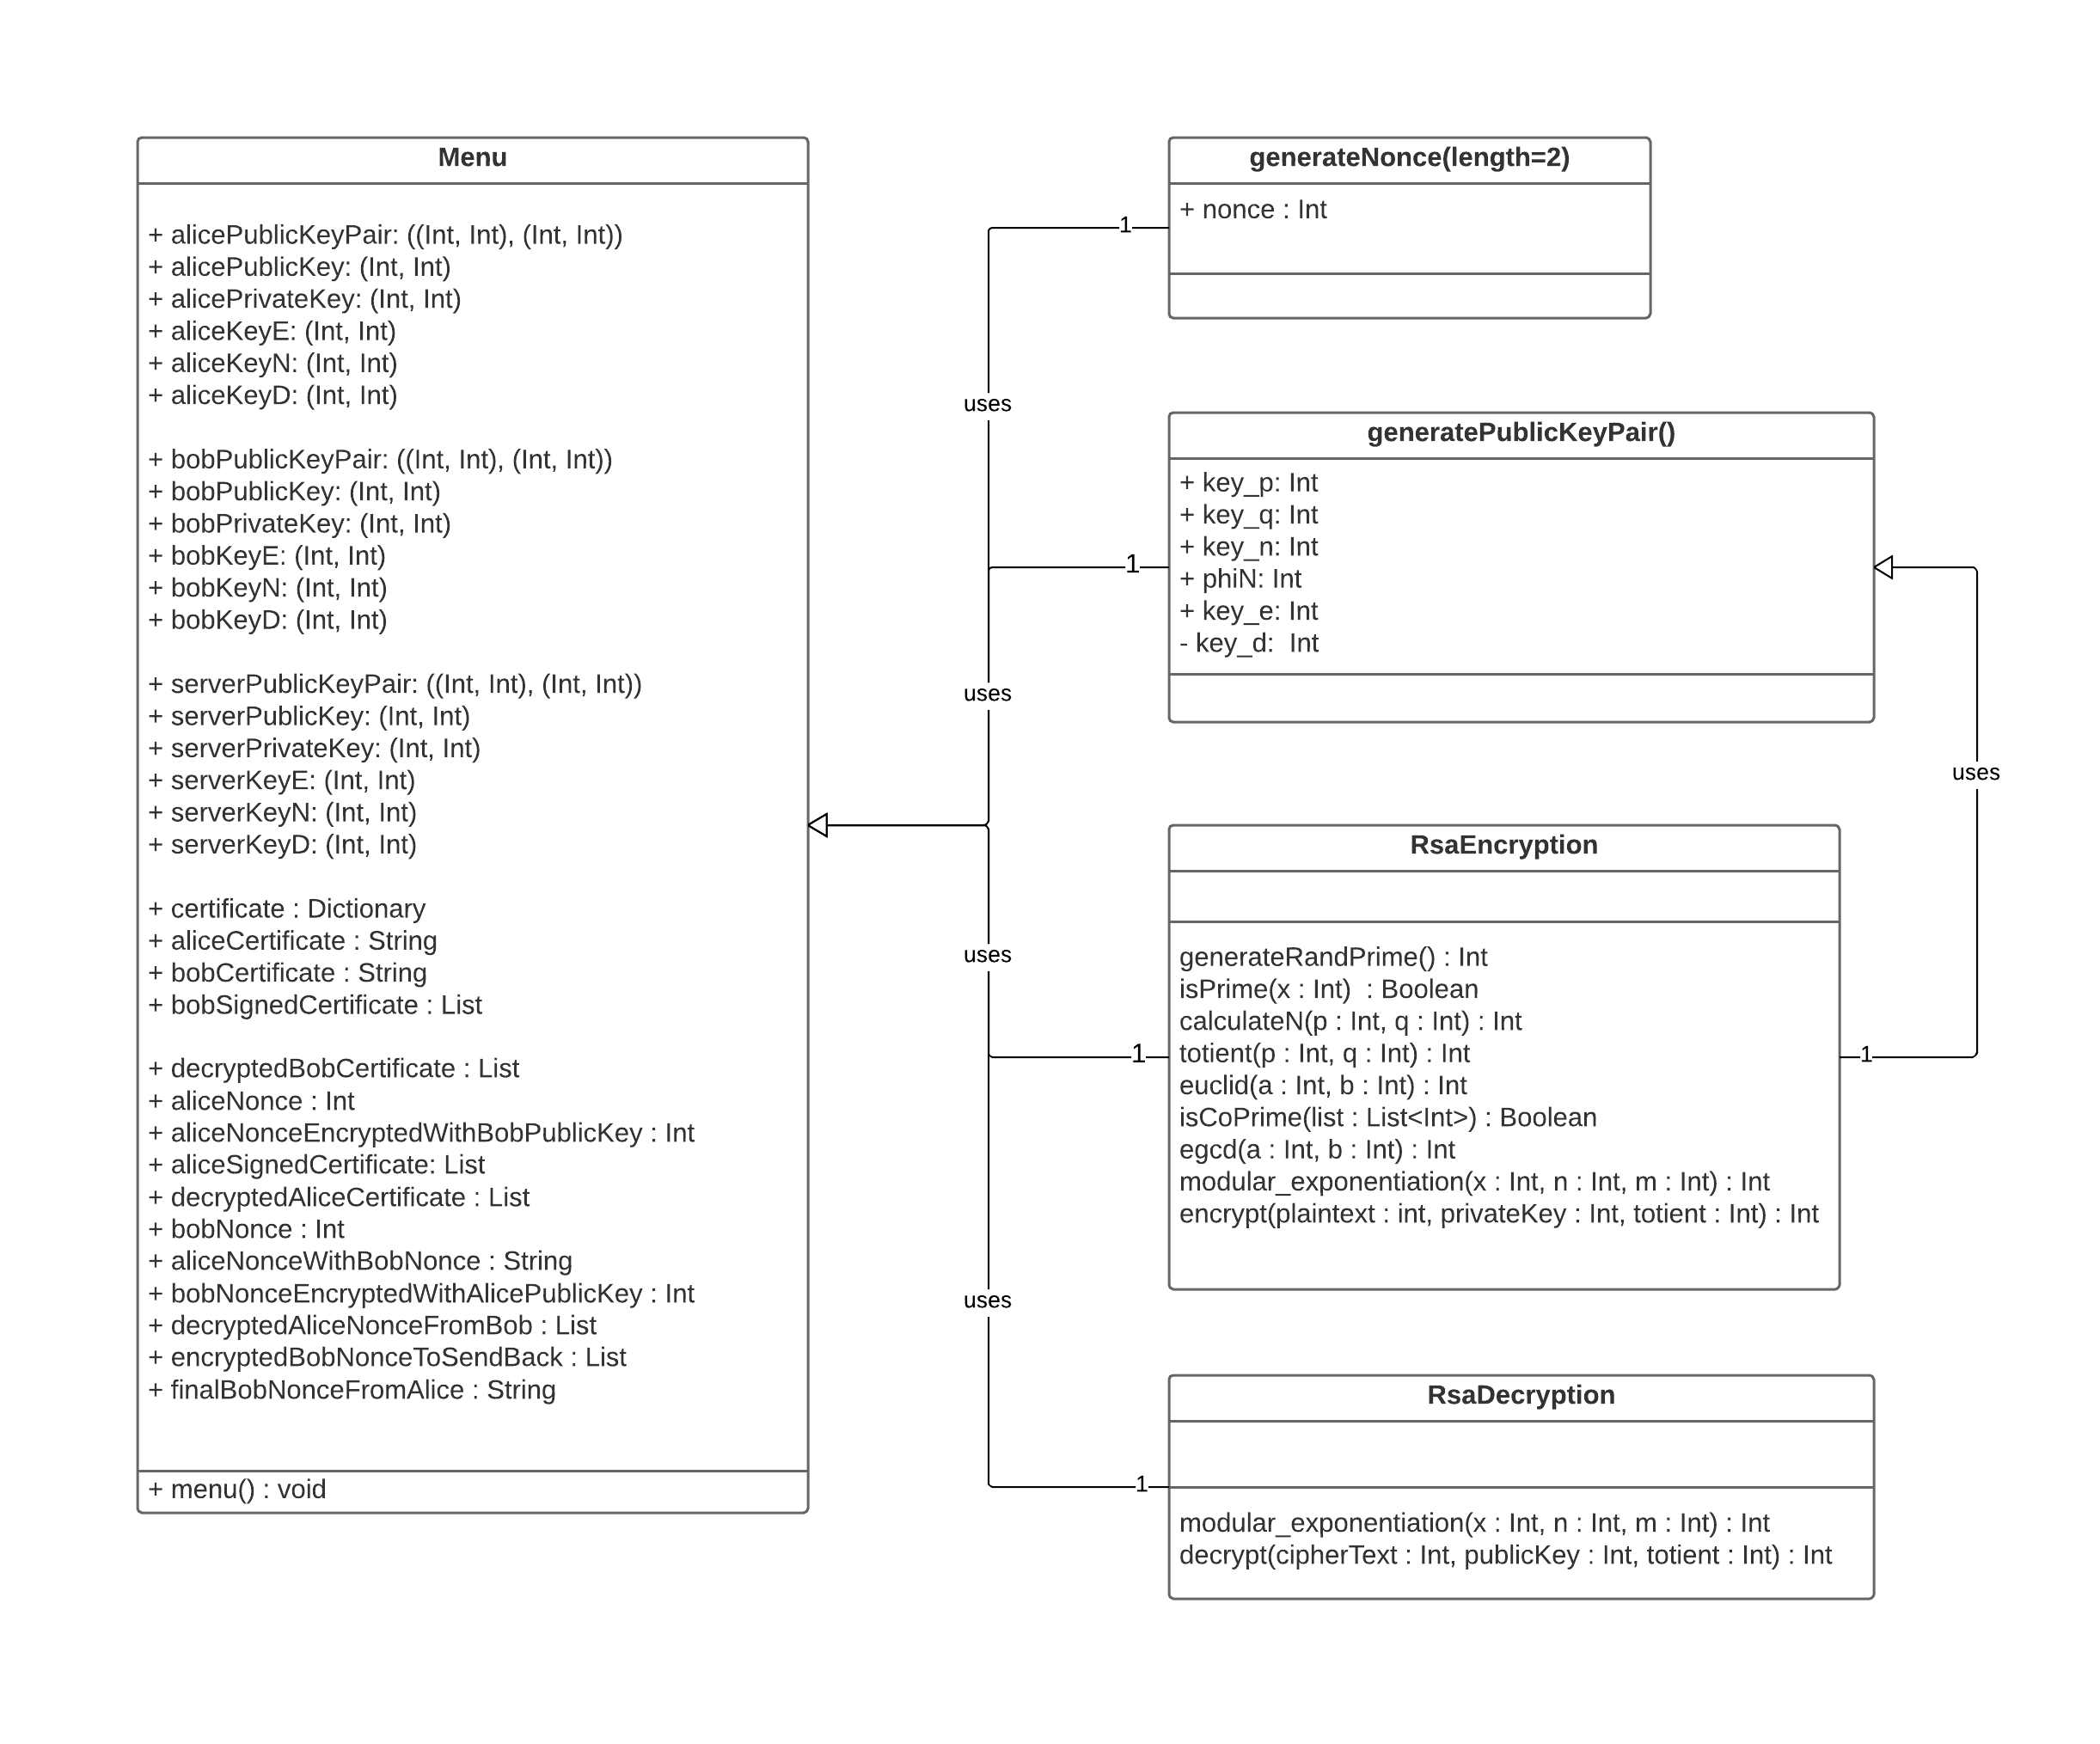 Menu
+ alicePublicKeyPair: ((Int, Int), (Int, Int))
+ alicePublicKey: (Int, Int)
+ alicePrivateKey: (Int, Int)
+ aliceKeyE: (Int, Int)
+ aliceKeyN: (Int, Int)
+ aliceKeyD: (Int, Int)
+ bobPublicKeyPair: ((Int, Int), (Int, Int))
+ bobPublicKey: (Int, Int)
+ bobPrivateKey: (Int, Int)
+ bobKeyE: (Int, Int)
+ bobKeyN: (Int, Int)
+ bobKeyD: (Int, Int)
+ serverPublicKeyPair: ((Int, Int), (Int, Int))
+ serverPublicKey: (Int, Int)
+ serverPrivateKey: (Int, Int)
+ serverKeyE: (Int, Int)
+ serverKeyN: (Int, Int)
+ serverKeyD: (Int, Int)
+ certificate : Dictionary
+ aliceCertificate : String
+ bobCertificate : String
+ bobSignedCertificate : List
+ decryptedBobCertificate : List
+ aliceNonce : Int
+ aliceNonceEncryptedWithBobPublicKey : Int
+ aliceSignedCertificate: List
+ decryptedAliceCertificate : List
+ bobNonce : Int
+ aliceNonceWithBobNonce : String
+ bobNonceEncryptedWithAlicePublicKey : Int
+ decryptedAliceNonceFromBob : List
+ encryptedBobNonceToSendBack : List
+ finalBobNonceFromAlice : String
+ menu() : void
1
uses
1
uses
uses
1
uses
1
generateNonce(length=2)
+ nonce : Int
generatePublicKeyPair()
+ key_p: Int
+ key_q: Int
+ key_n: Int
+ phiN: Int
+ key_e: Int
- key_d:  Int
uses
1
RsaEncryption
generateRandPrime() : Int
isPrime(x : Int)  : Boolean
calculateN(p : Int, q : Int) : Int
totient(p : Int, q : Int) : Int
euclid(a : Int, b : Int) : Int
isCoPrime(list : List<Int>) : Boolean
egcd(a : Int, b : Int) : Int
modular_exponentiation(x : Int, n : Int, m : Int) : Int
encrypt(plaintext : int, privateKey : Int, totient : Int) : Int
RsaDecryption
modular_exponentiation(x : Int, n : Int, m : Int) : Int
decrypt(cipherText : Int, publicKey : Int, totient : Int) : Int